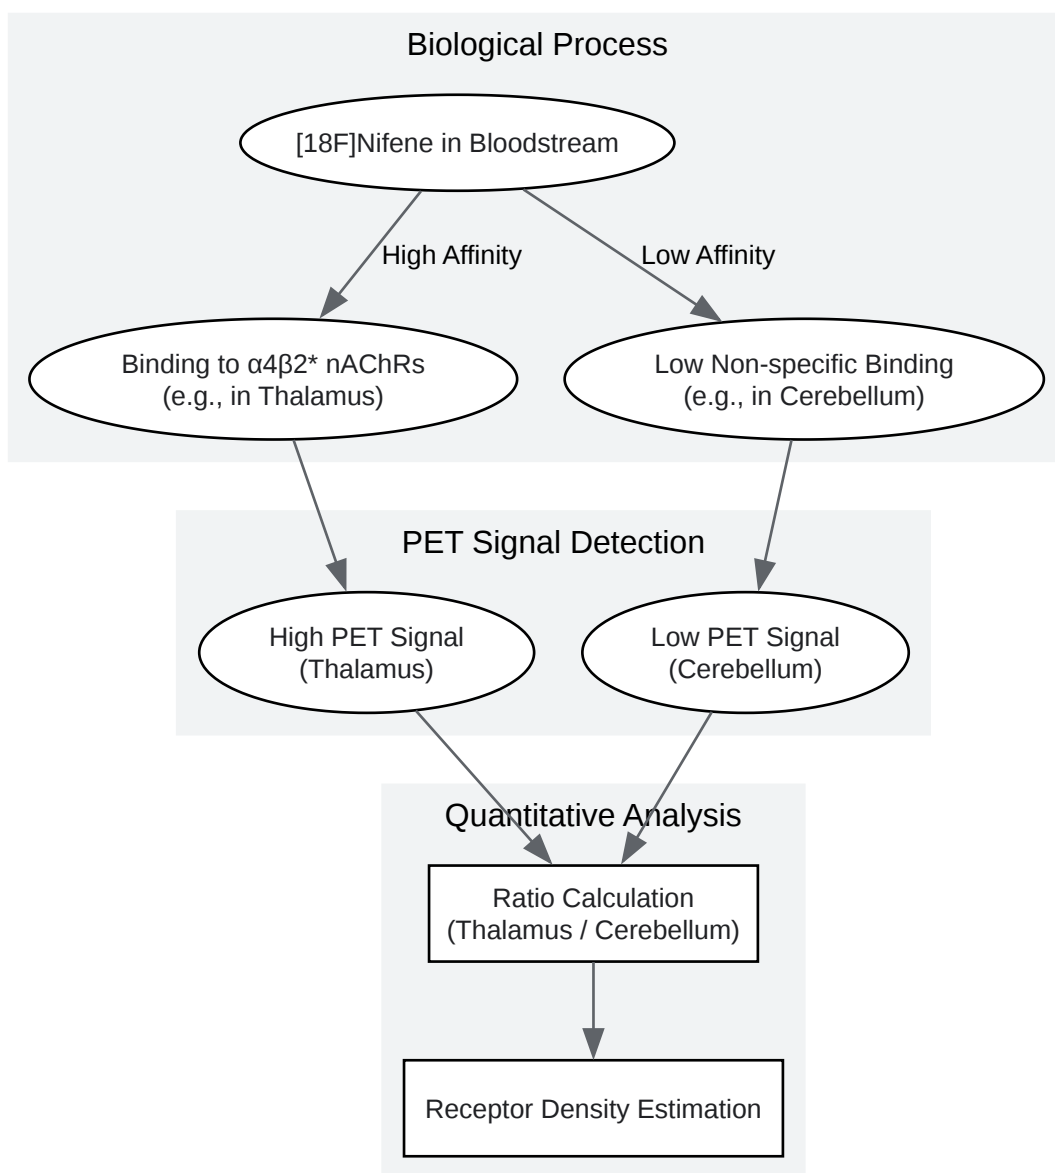 Biological Process
[18F]Nifene in Bloodstream
High Affinity
Low Affinity
Binding to α4β2* nAChRs
(e.g., in Thalamus)
Low Non-specific Binding
(e.g., in Cerebellum)
PET Signal Detection
High PET Signal
(Thalamus)
Low PET Signal
(Cerebellum)
Quantitative Analysis
Ratio Calculation
(Thalamus / Cerebellum)
Receptor Density Estimation